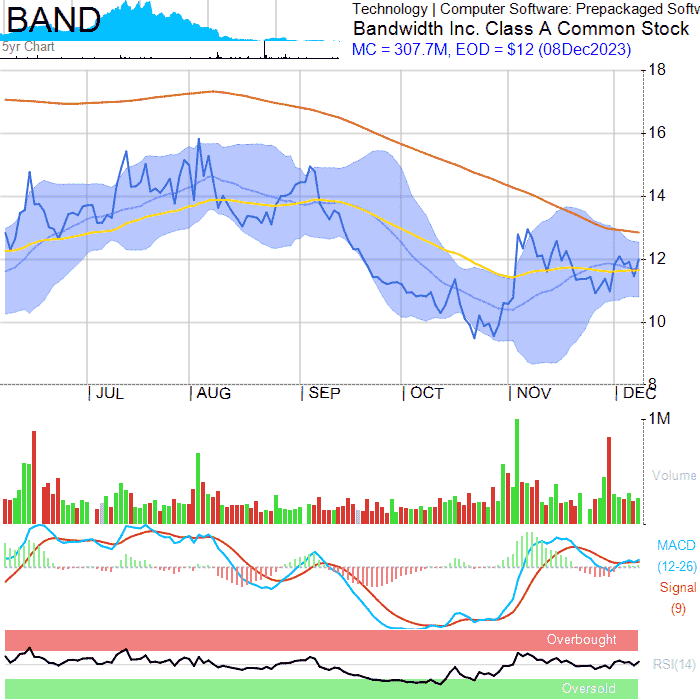 BAND
5yr Chart
Technology | Computer Software: Prepackaged Softw
Bandwidth Inc. Class A Common Stock
MC = 307.7M, EOD = $12 (08Dec2023)
18
16
14
12
10
8
JUL AUG SEP OCT NOV DEC
1M
Volume
MACD
(12-26)
Signal
(9)
Overbought
RSI(14)
Oversold